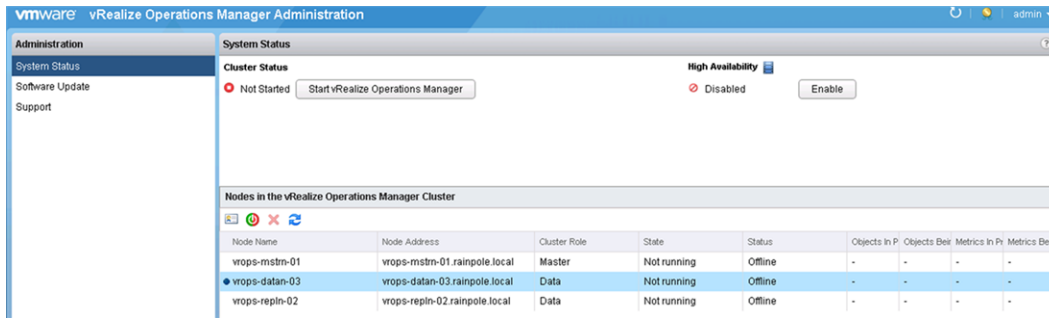 vmware vRealize Operations Manager Administration admin
Administration
System Status
Software Update
Support
System Status
Cluster Status
Not Started Start vRealize Operations Manager
High Availability
Disabled Enable
Nodes in the vRealize Operations Manager Cluster
Node Name Node Address Cluster Role State Status Objects In P Objects Beir Metrics In Pr Metrics Be
vrops-mstrn-01 vrops-mstrn-01.rainpole.local Master Not running Offline - - - -
vrops-datan-03 vrops-datan-03.rainpole.local Data Not running Offline - - - -
vrops-repln-02 vrops-repln-02.rainpole.local Data Not running Offline - - - -